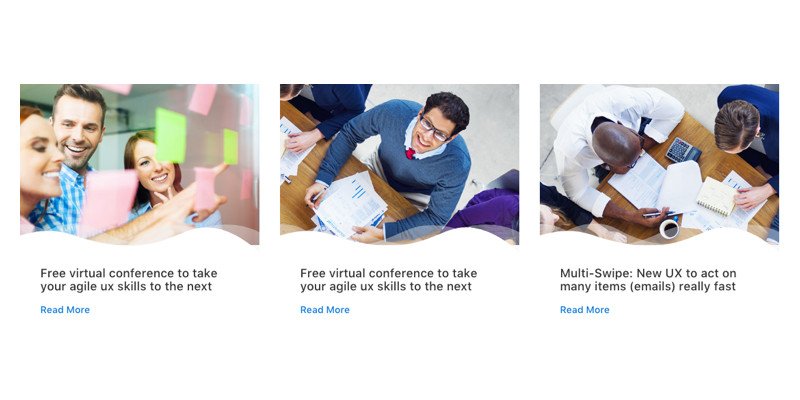 Free virtual conference to take
your agile ux skills to the next
Read More
Free virtual conference to take
your agile ux skills to the next
Read More
Multi-Swipe: New UX to act on
many items (emails) really fast
Read More